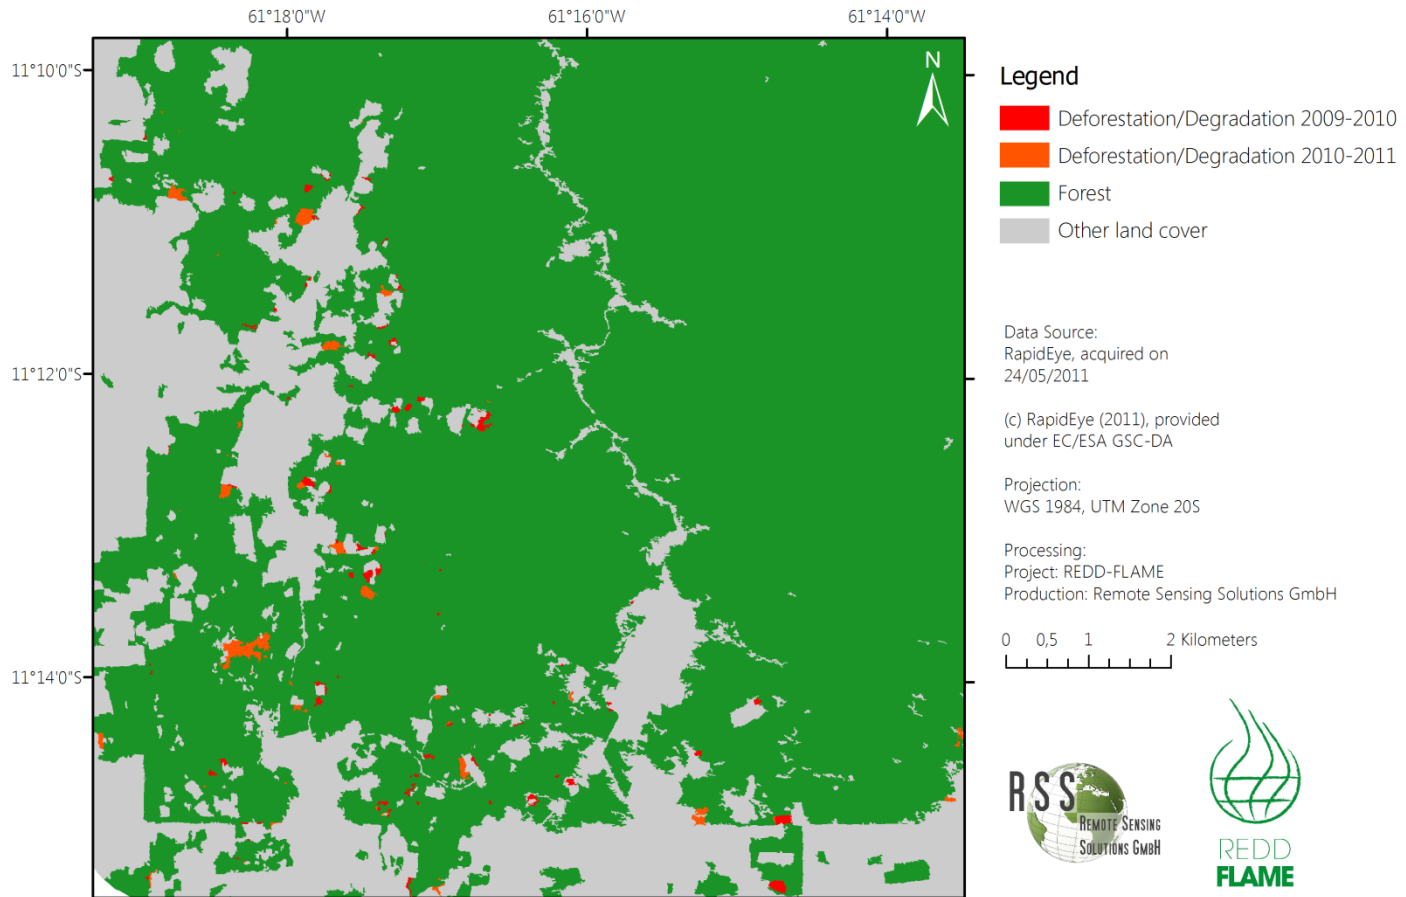 61°18'0"W
61°16'0"W
61°14'0"W
11°10'0"S
11°12'0"S
11°14'0"S
N
Legend
Deforestation/Degradation 2009-2010
Deforestation/Degradation 2010-2011
Forest
Other land cover
Data Source:
RapidEye, acquired on
24/05/2011
(c) RapidEye (2011), provided
under EC/ESA GSC-DA
Projection:
WGS 1984, UTM Zone 20S
Processing:
Project: REDD-FLAME
Production: Remote Sensing Solutions GmbH
0 0,5 1 2 Kilometers
RSS
REMOTE SENSING
SOLUTIONS GMBH
REDD
FLAME